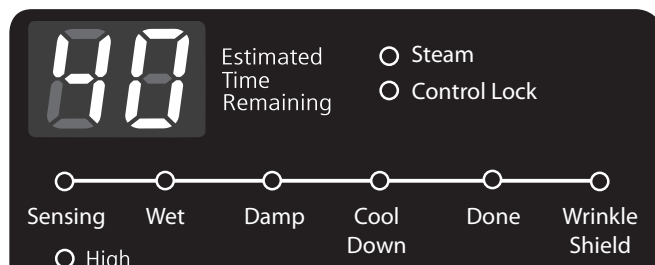 40
Estimated
Time
Remaining
Steam
Control Lock
Sensing Wet Damp Cool Down Done Wrinkle Shield
High